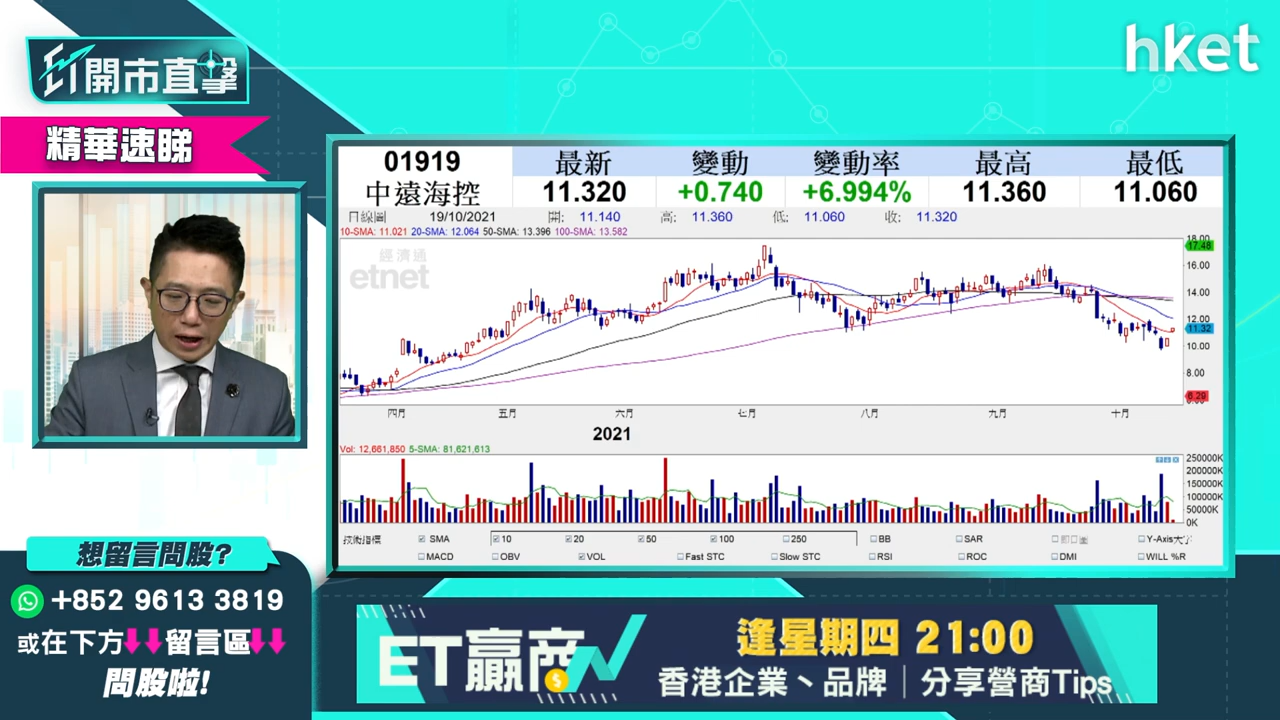 ET開市直擊
hket
精華速睇
01919
中遠海控
最新
11.320
變動
+0.740
變動率
+6.994%
最高
11.360
最低
11.060
日線圖 19/10/2021 開: 11.140 高: 11.360 低: 11.060 收: 11.320
10-SMA: 11.021 20-SMA: 12.064 50-SMA: 13.396 100-SMA: 13.582
經濟通
etnet
18.00
17.48
16.00
14.00
12.00
11.32
10.00
8.00
6.29
四月 五月 六月 七月 八月 九月 十月
2021
Vol: 12,661,850 5-SMA: 81,621,613
250000K
200000K
150000K
100000K
50000K
0K
技術指標 SMA 10 20 50 100 250 BB SAR Y-Axis大字
MACD OBV VOL Fast STC Slow STC RSI ROC DMI WILL %R
想留言問股?
+852 9613 3819
或在下方留言區
問股啦!
ET贏商
逢星期四 21:00
香港企業、品牌｜分享營商Tips